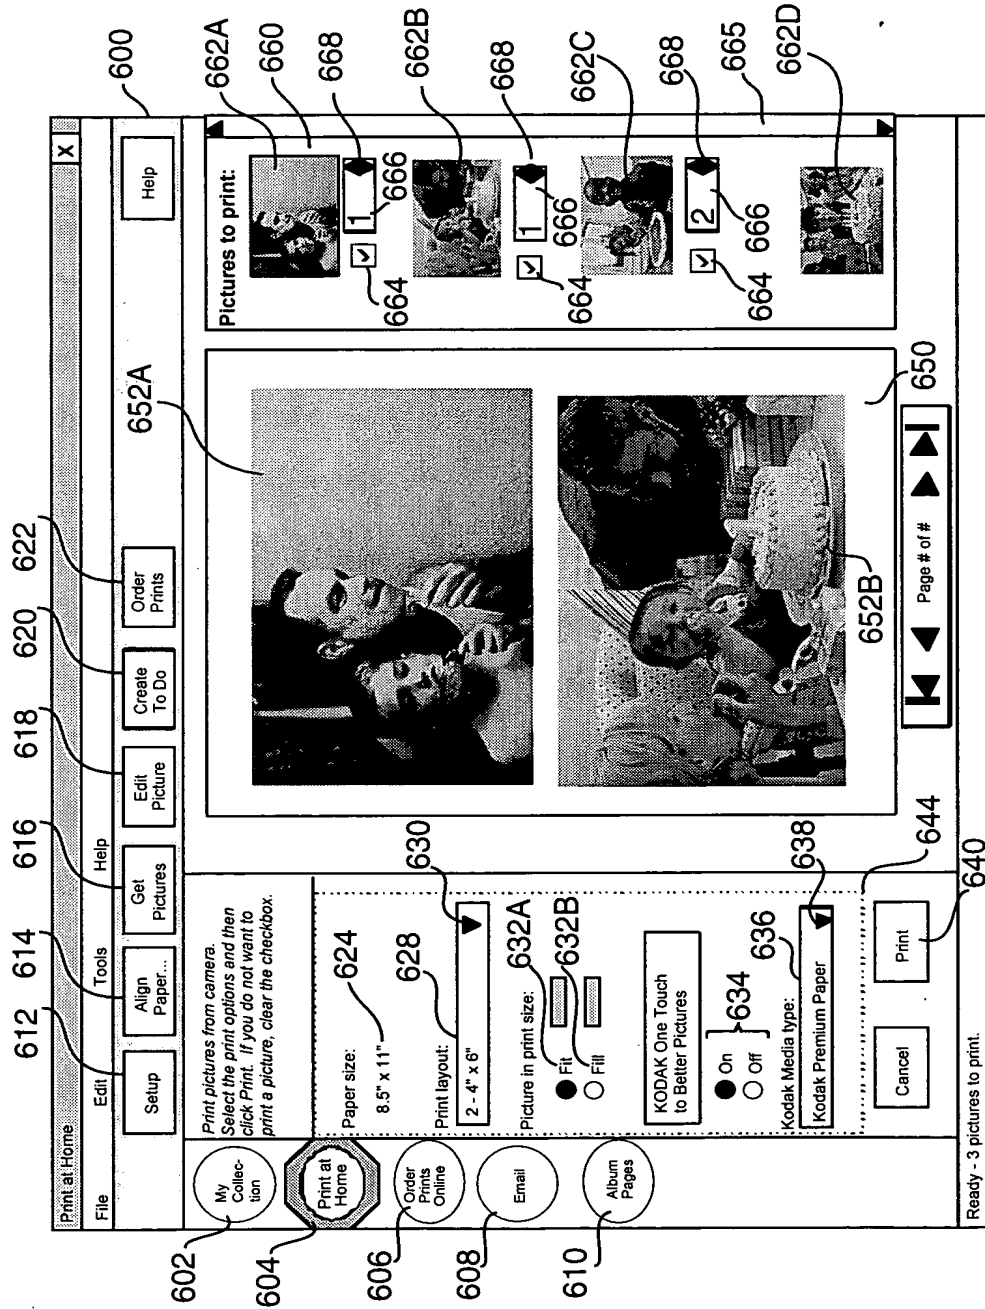 Print at Home
X
File Edit Tools Help
Setup
Align
Paper...
Get
Pictures
Edit
Picture
Create
To Do
Order
Prints
Help
612
614
616
618
620
622
652A
600
662A
660
668
662B
668
662C
668
665
662D
My
Collec-
tion
Print at
Home
Order
Prints
Online
Email
Album
Pages
602
604
606
608
610
Print pictures from camera.
Select the print options and then
click Print. If you do not want to
print a picture, clear the checkbox.
Paper size:
624
8.5" x 11"
Print layout:
628
2 - 4" x 6"
630
Picture in print size:
632A
Fit
632B
Fill
KODAK One Touch
to Better Pictures
On
Off
634
Kodak Media type:
636
Kodak Premium Paper
638
644
Cancel
Print
640
652B
650
Page # of #
Pictures to print:
1
666
664
1
666
664
2
666
664
Ready - 3 pictures to print.